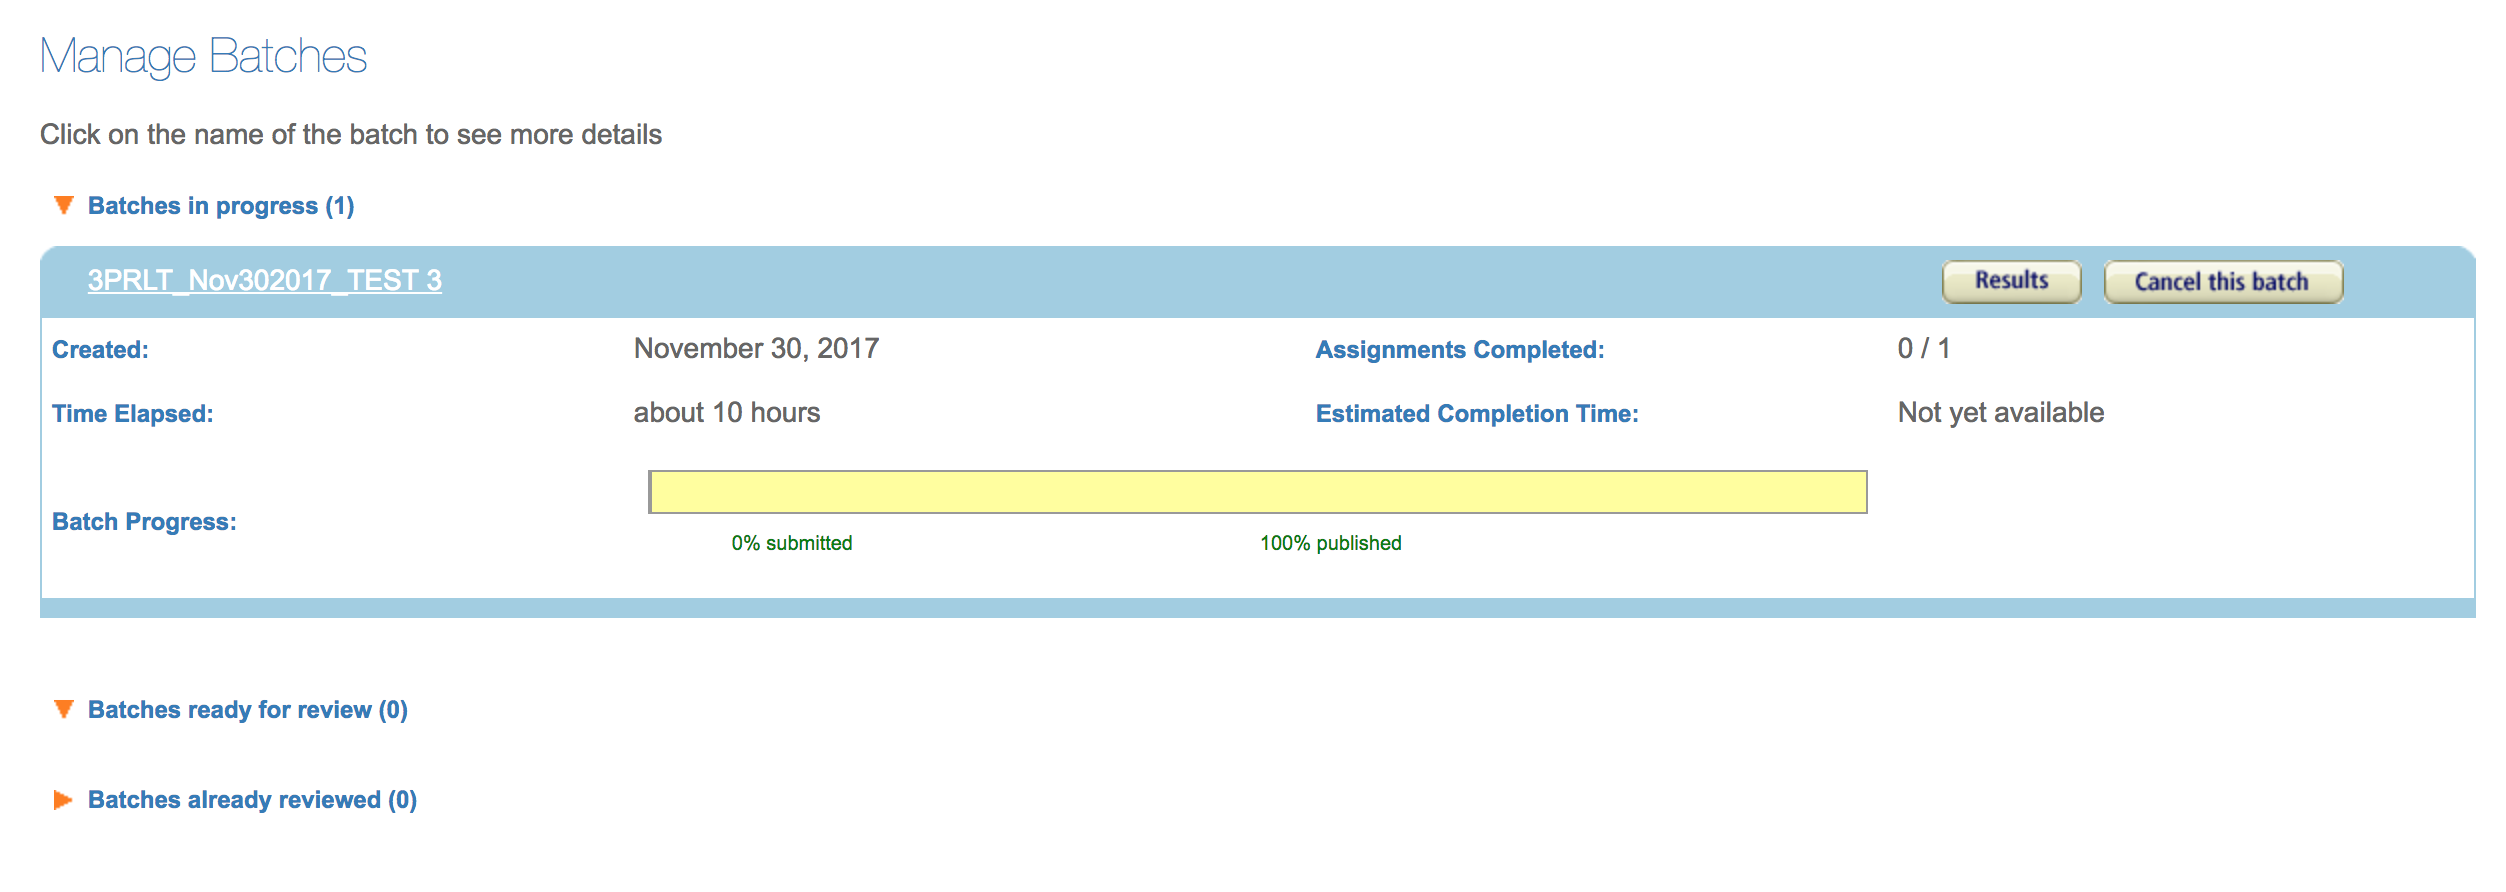 Manage Batches
Click on the name of the batch to see more details
Batches in progress (1)
3PRLT_Nov302017_TEST 3 Results Cancel this batch
Created: November 30, 2017 Assignments Completed: 0 / 1
Time Elapsed: about 10 hours Estimated Completion Time: Not yet available
Batch Progress:
0% submitted 100% published
Batches ready for review (0)
Batches already reviewed (0)